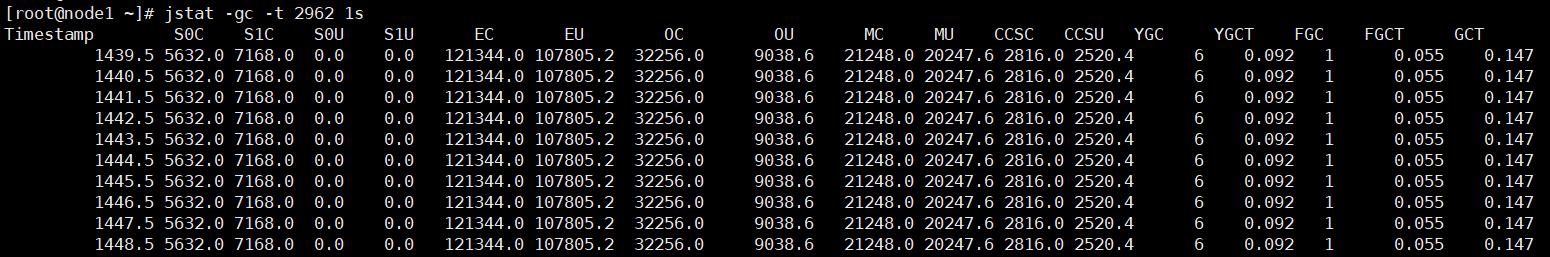 [root@node1 ~]# jstat -gc -t 2962 1s
Timestamp S0C S1C S0U S1U EC EU OC OU MC MU CCSC CCSU YGC YGCT FGC FGCT GCT
1439.5 5632.0 7168.0 0.0 0.0 121344.0 107805.2 32256.0 9038.6 21248.0 20247.6 2816.0 2520.4 6 0.092 1 0.055 0.147
1440.5 5632.0 7168.0 0.0 0.0 121344.0 107805.2 32256.0 9038.6 21248.0 20247.6 2816.0 2520.4 6 0.092 1 0.055 0.147
1441.5 5632.0 7168.0 0.0 0.0 121344.0 107805.2 32256.0 9038.6 21248.0 20247.6 2816.0 2520.4 6 0.092 1 0.055 0.147
1442.5 5632.0 7168.0 0.0 0.0 121344.0 107805.2 32256.0 9038.6 21248.0 20247.6 2816.0 2520.4 6 0.092 1 0.055 0.147
1443.5 5632.0 7168.0 0.0 0.0 121344.0 107805.2 32256.0 9038.6 21248.0 20247.6 2816.0 2520.4 6 0.092 1 0.055 0.147
1444.5 5632.0 7168.0 0.0 0.0 121344.0 107805.2 32256.0 9038.6 21248.0 20247.6 2816.0 2520.4 6 0.092 1 0.055 0.147
1445.5 5632.0 7168.0 0.0 0.0 121344.0 107805.2 32256.0 9038.6 21248.0 20247.6 2816.0 2520.4 6 0.092 1 0.055 0.147
1446.5 5632.0 7168.0 0.0 0.0 121344.0 107805.2 32256.0 9038.6 21248.0 20247.6 2816.0 2520.4 6 0.092 1 0.055 0.147
1447.5 5632.0 7168.0 0.0 0.0 121344.0 107805.2 32256.0 9038.6 21248.0 20247.6 2816.0 2520.4 6 0.092 1 0.055 0.147
1448.5 5632.0 7168.0 0.0 0.0 121344.0 107805.2 32256.0 9038.6 21248.0 20247.6 2816.0 2520.4 6 0.092 1 0.055 0.147